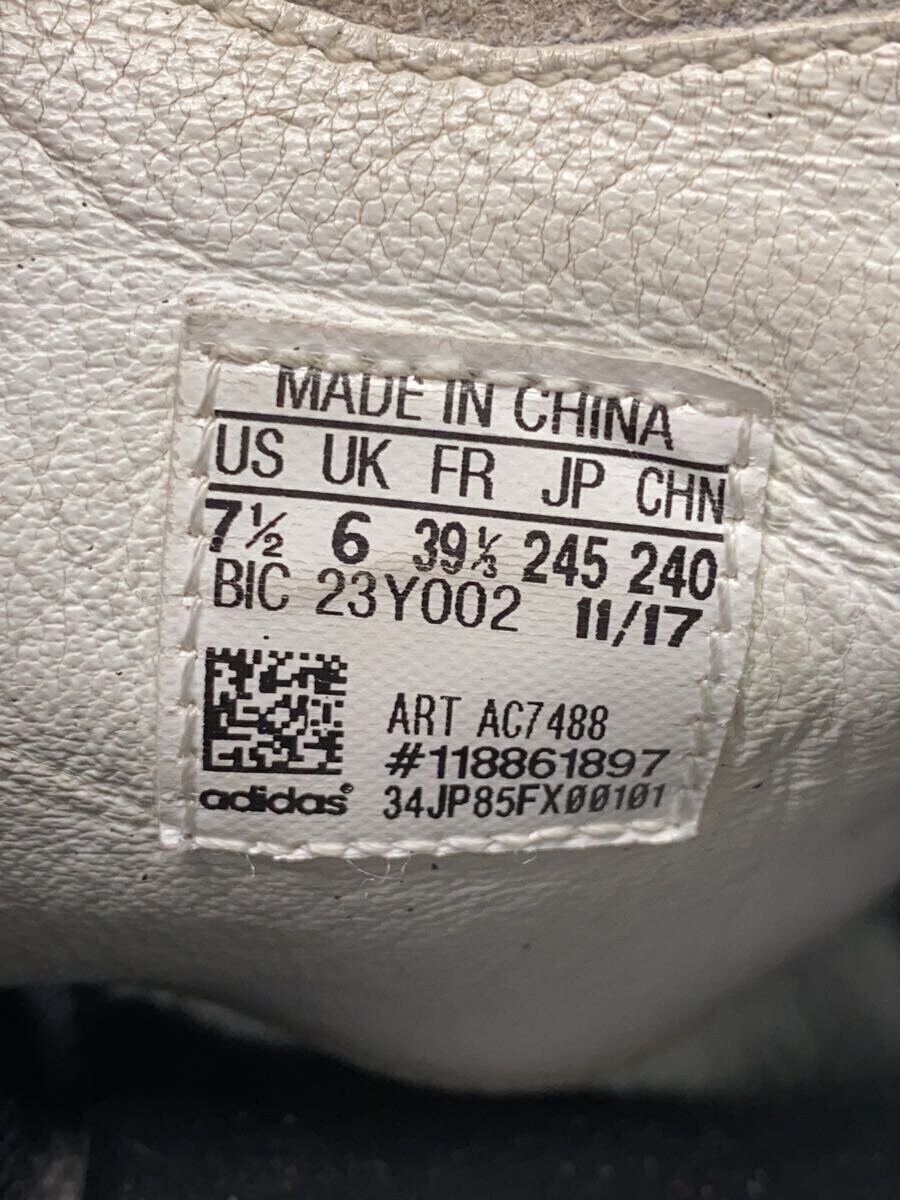 MADE IN CHINA
US UK FR JP CHN
7½ 6 39⅓ 245 240
BIC 23Y002 11/17
ART AC7488
#118861897
adidas® 34JP85FX00101